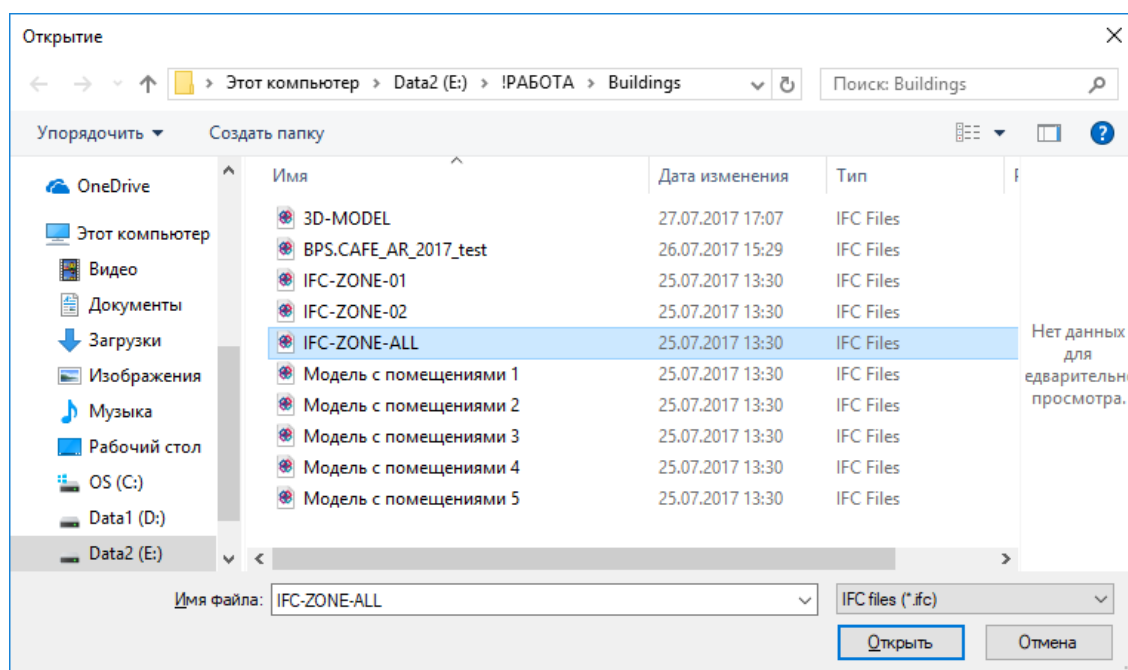 Открытие
Этот компьютер > Data2 (E:) > !РАБОТА > Buildings
Поиск: Buildings
Упорядочить
Создать папку
OneDrive
Этот компьютер
Видео
Документы
Загрузки
Изображения
Музыка
Рабочий стол
OS (C:)
Data1 (D:)
Data2 (E:)
Имя Дата изменения Тип
3D-MODEL 27.07.2017 17:07 IFC Files
BPS.CAFE_AR_2017_test 26.07.2017 15:29 IFC Files
IFC-ZONE-01 25.07.2017 13:30 IFC Files
IFC-ZONE-02 25.07.2017 13:30 IFC Files
IFC-ZONE-ALL 25.07.2017 13:30 IFC Files
Модель с помещениями 1 25.07.2017 13:30 IFC Files
Модель с помещениями 2 25.07.2017 13:30 IFC Files
Модель с помещениями 3 25.07.2017 13:30 IFC Files
Модель с помещениями 4 25.07.2017 13:30 IFC Files
Модель с помещениями 5 25.07.2017 13:30 IFC Files
Нет данных
для
едварительн
просмотра.
Имя файла: IFC-ZONE-ALL
IFC files (*.ifc)
Открыть
Отмена